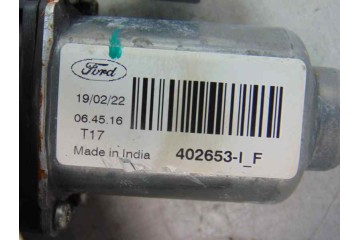 Ford
19/02/22
06.45.16
T17
Made in India 402653-I_F